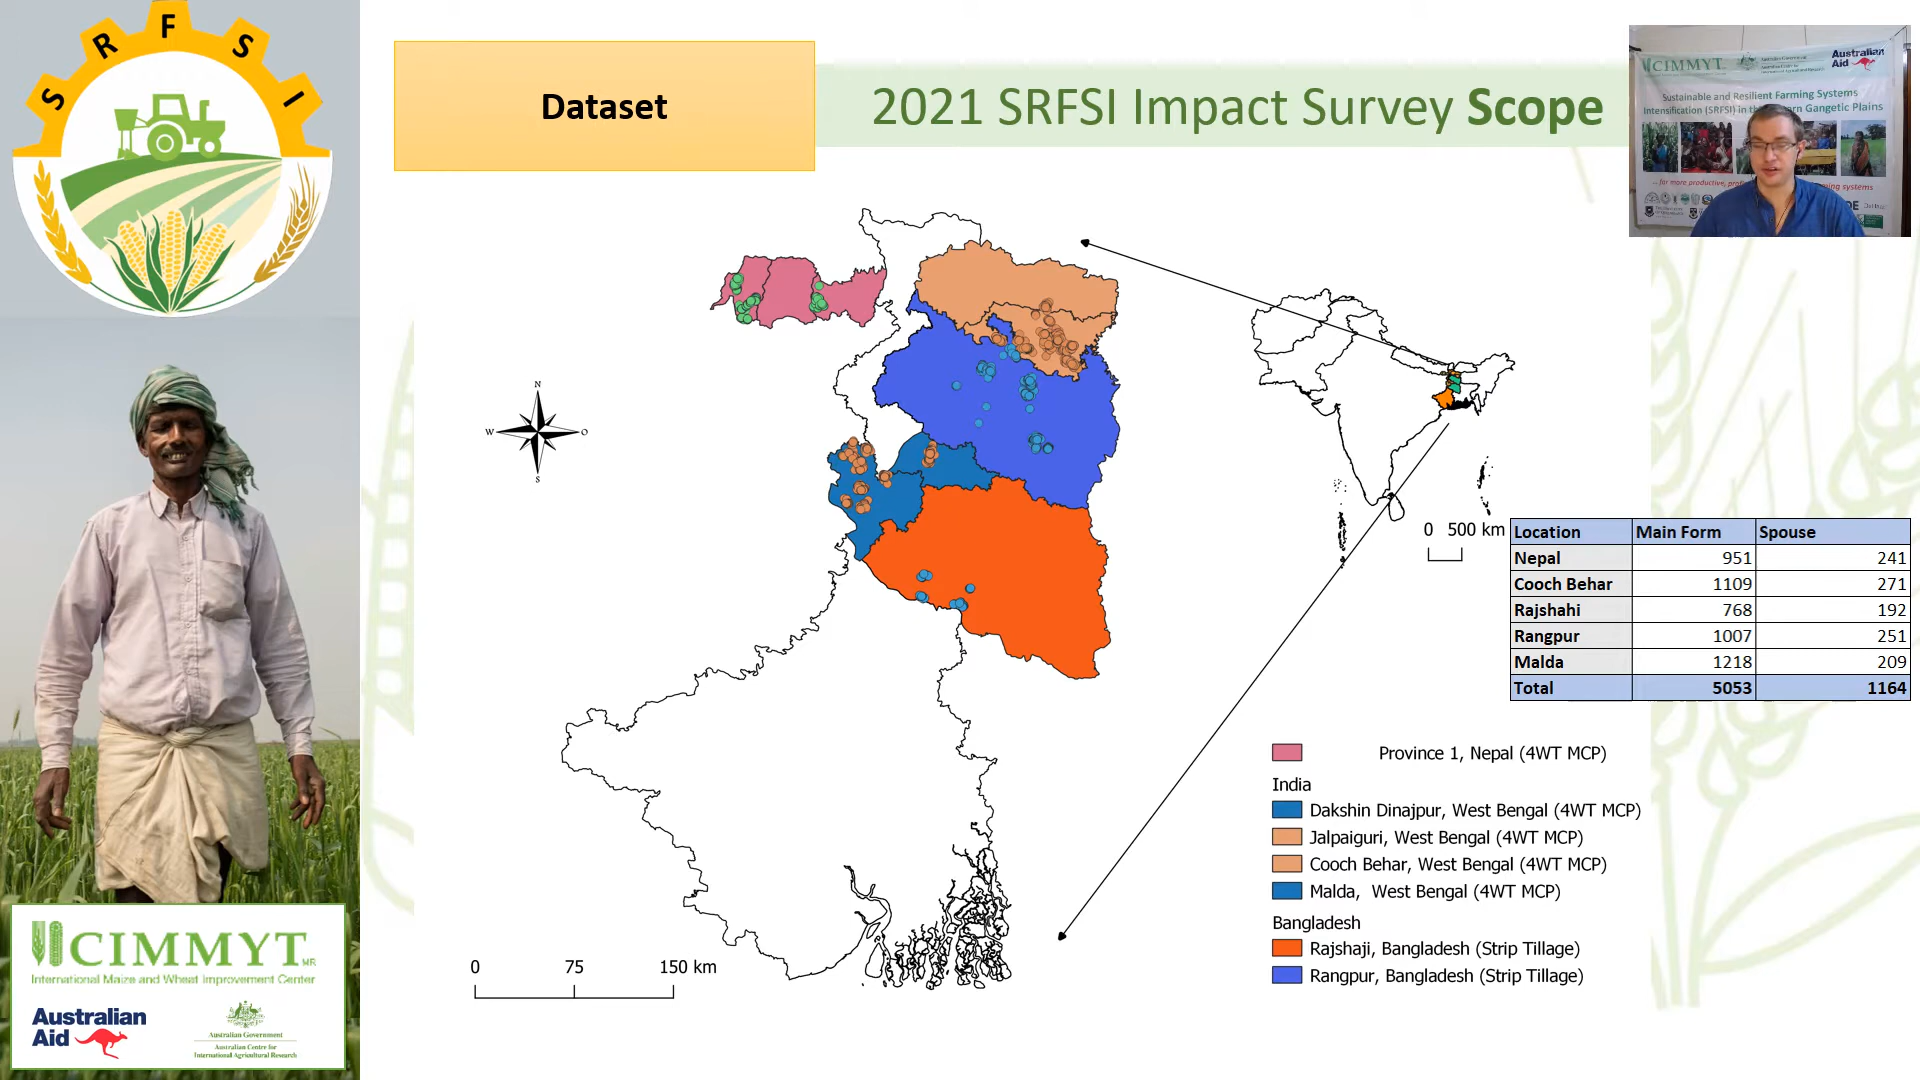 S R F S I
Dataset
2021 SRFSI Impact Survey Scope
CIMMYT
Australian
Aid
Sustainable and Resilient Farming Systems
Intensification (SRFSI) in the Eastern Gangetic Plains
N
W
O
S
0 500 km
Location Main Form Spouse
Nepal 951 241
Cooch Behar 1109 271
Rajshahi 768 192
Rangpur 1007 251
Malda 1218 209
Total 5053 1164
Province 1, Nepal (4WT MCP)
India
Dakshin Dinajpur, West Bengal (4WT MCP)
Jalpaiguri, West Bengal (4WT MCP)
Cooch Behar, West Bengal (4WT MCP)
Malda, West Bengal (4WT MCP)
Bangladesh
Rajshaji, Bangladesh (Strip Tillage)
Rangpur, Bangladesh (Strip Tillage)
0 75 150 km
CIMMYT MR
International Maize and Wheat Improvement Center
Australian
Aid
Australian Government
Australian Centre for
International Agricultural Research